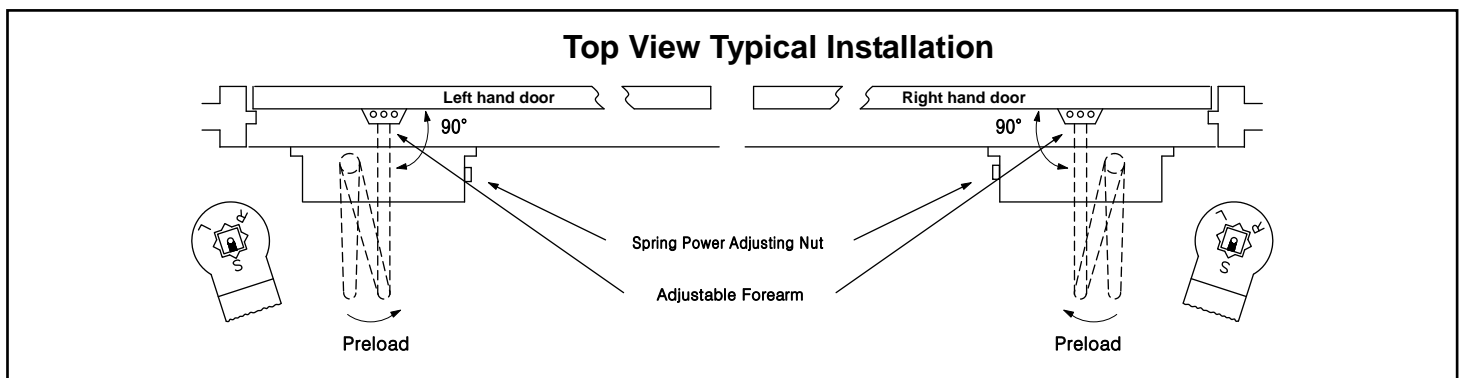 Top View Typical Installation
Left hand door
Right hand door
90°
90°
L R
S
L R
S
Spring Power Adjusting Nut
Adjustable Forearm
Preload
Preload